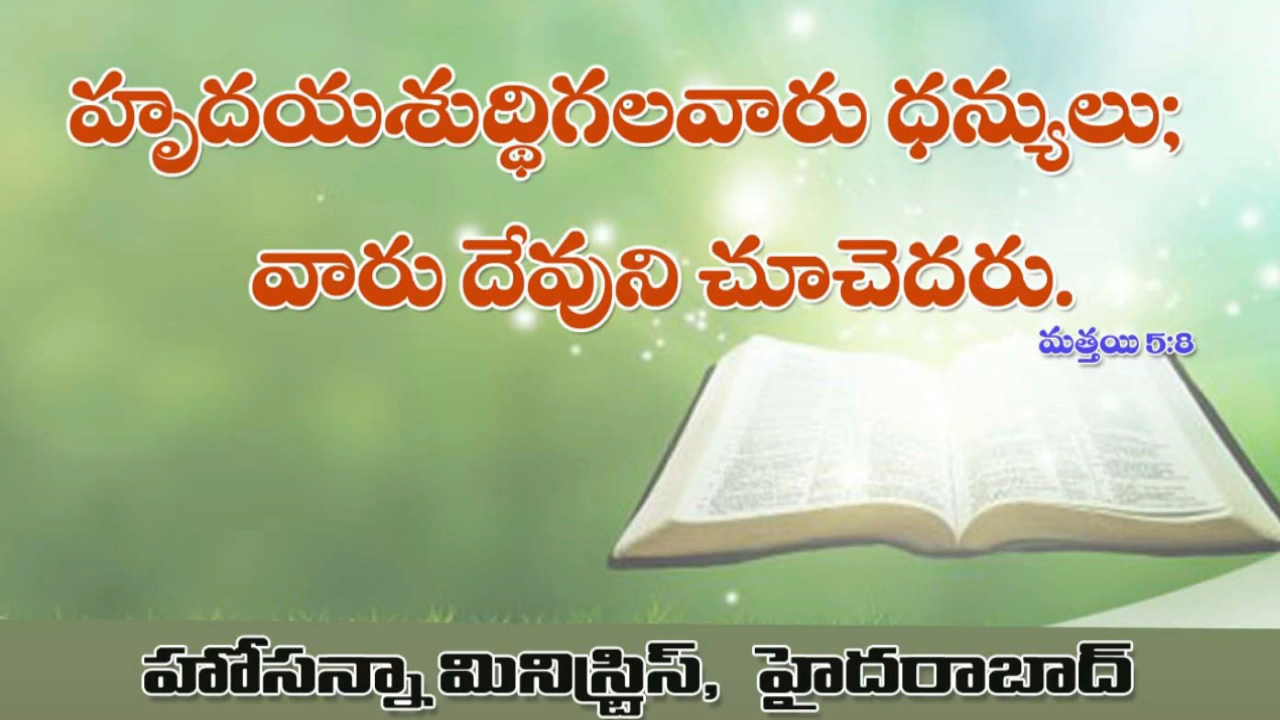 హృదయశుద్ధిగలవారు ధన్యులు;
వారు దేవుని చూచెదరు.
మత్తయి 5:8
హోసన్నా మినిస్ట్రీస్, హైదరాబాద్